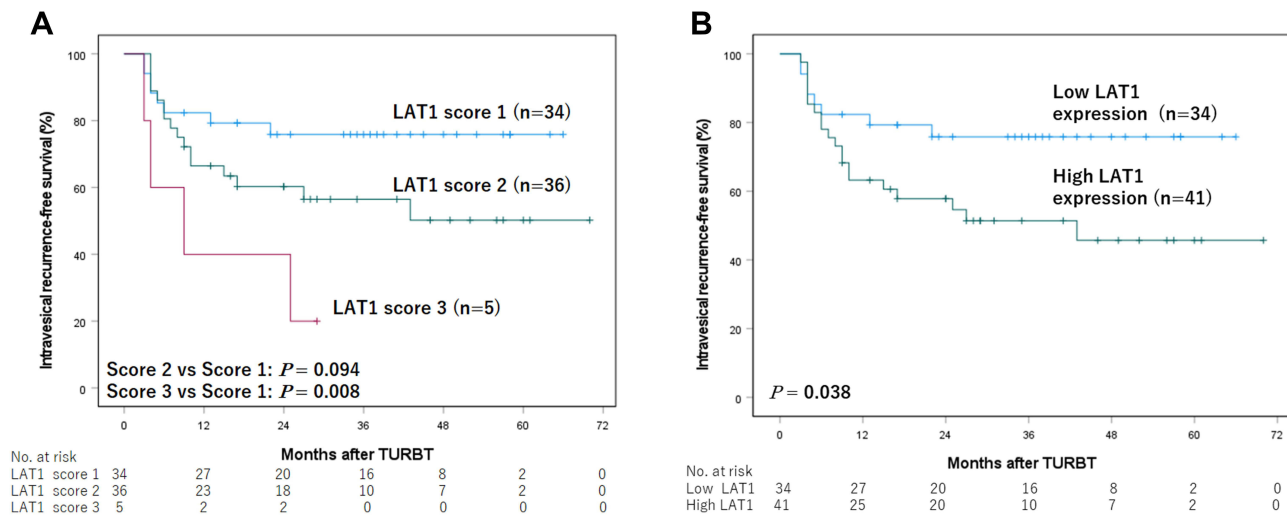 A
Intravesical recurrence-free survival (%)
100
80
60
40
20
0
LAT1 score 1 (n=34)
LAT1 score 2 (n=36)
LAT1 score 3 (n=5)
Score 2 vs Score 1: P = 0.094
Score 3 vs Score 1: P = 0.008
0 12 24 36 48 60 72
Months after TURBT
No. at risk
LAT1 score 1 34 27 20 16 8 2 0
LAT1 score 2 36 23 18 10 7 2 0
LAT1 score 3 5 2 2 0 0 0 0
B
Intravesical recurrence-free survival (%)
100
80
60
40
20
0
Low LAT1
expression (n=34)
High LAT1
expression (n=41)
P = 0.038
0 12 24 36 48 60 72
Months after TURBT
No. at risk
Low LAT1 34 27 20 16 8 2 0
High LAT1 41 25 20 10 7 2 0